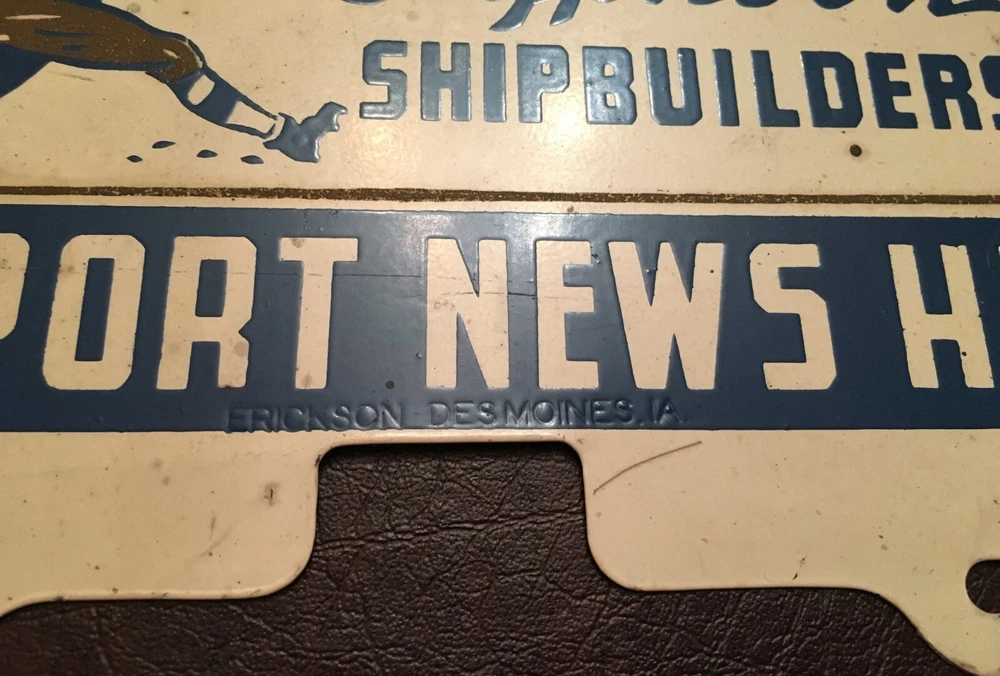 SHIPBUILDERS
PORT NEWS H
ERICKSON DES MOINES, IA.